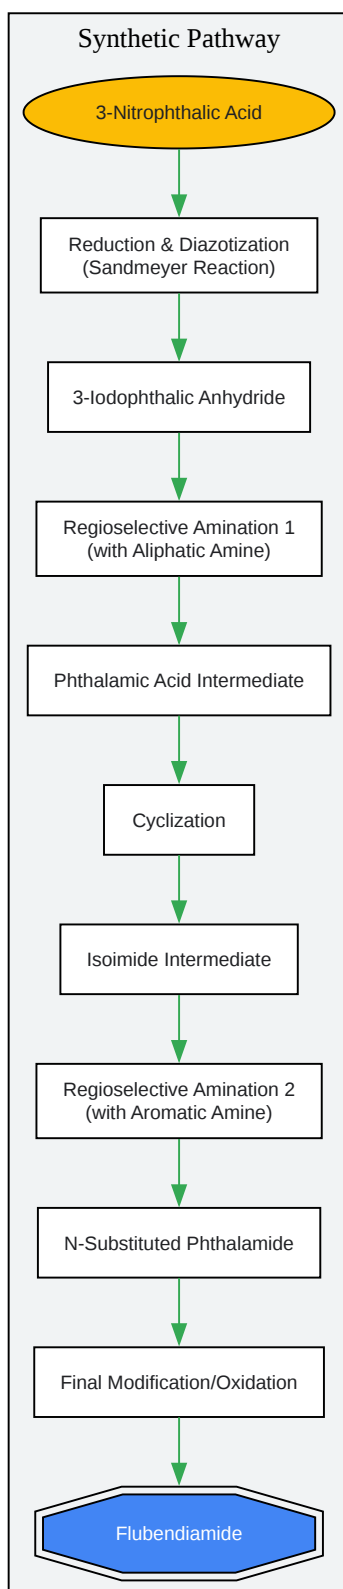 Synthetic Pathway
3-Nitrophthalic Acid
Reduction & Diazotization
(Sandmeyer Reaction)
3-Iodophthalic Anhydride
Regioselective Amination 1
(with Aliphatic Amine)
Phthalamic Acid Intermediate
Cyclization
Isoimide Intermediate
Regioselective Amination 2
(with Aromatic Amine)
N-Substituted Phthalamide
Final Modification/Oxidation
Flubendiamide